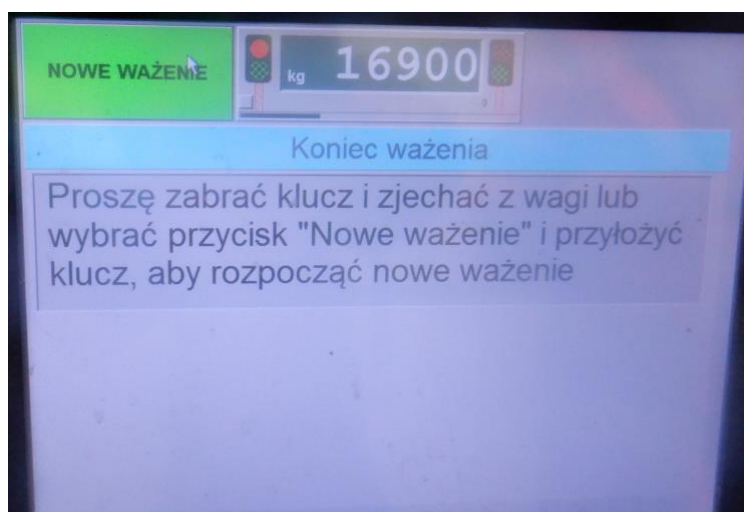 NOWE WAŻENIE
kg 16900
Koniec ważenia
Proszę zabrać klucz i zjechać z wagi lub
wybrać przycisk "Nowe ważenie" i przyłożyć
klucz, aby rozpocząć nowe ważenie